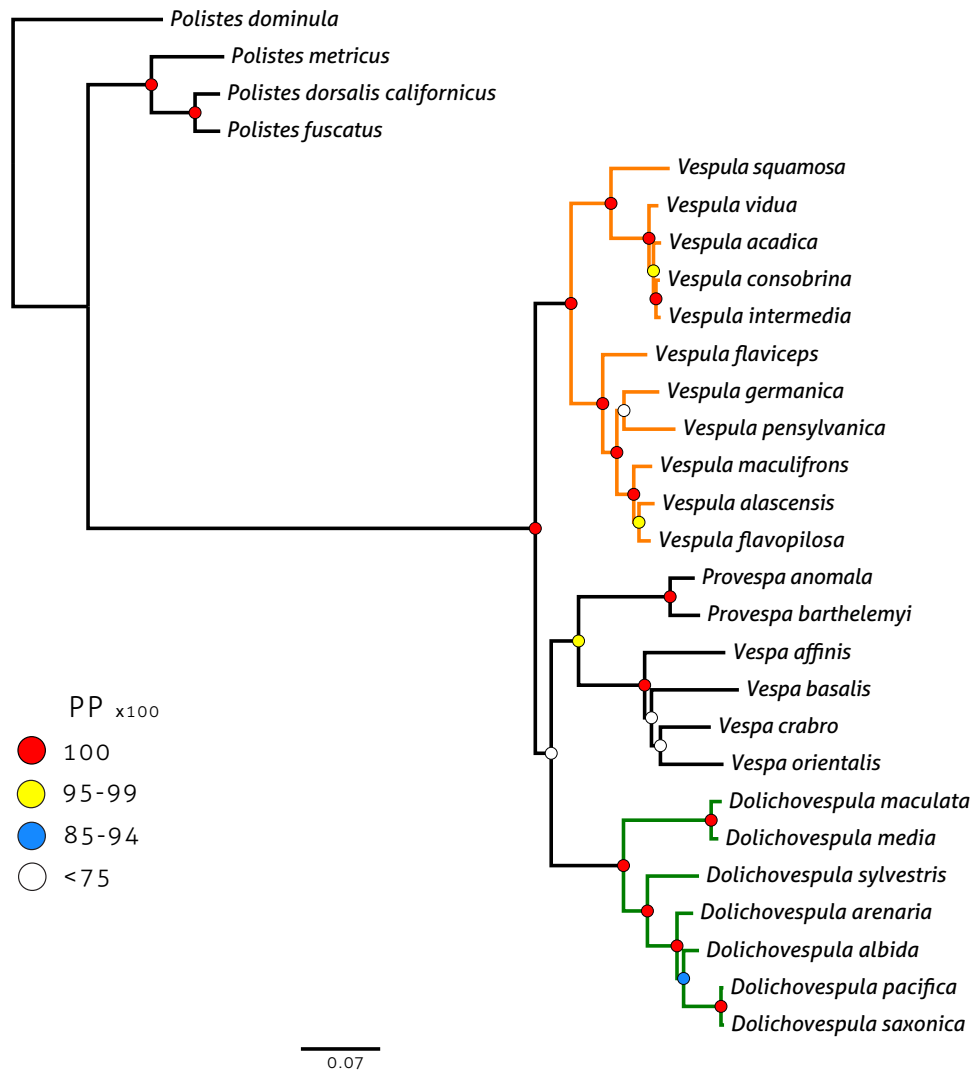 Polistes dominula
Polistes metricus
Polistes dorsalis californicus
Polistes fuscatus
Vespula squamosa
Vespula vidua
Vespula acadica
Vespula consobrina
Vespula intermedia
Vespula flaviceps
Vespula germanica
Vespula pensylvanica
Vespula maculifrons
Vespula alascensis
Vespula flavopilosa
Provespa anomala
Provespa barthelemyi
Vespa affinis
Vespa basalis
Vespa crabro
Vespa orientalis
Dolichovespula maculata
Dolichovespula media
Dolichovespula sylvestris
Dolichovespula arenaria
Dolichovespula albida
Dolichovespula pacifica
Dolichovespula saxonica
PP x100
100
95-99
85-94
<75
0.07